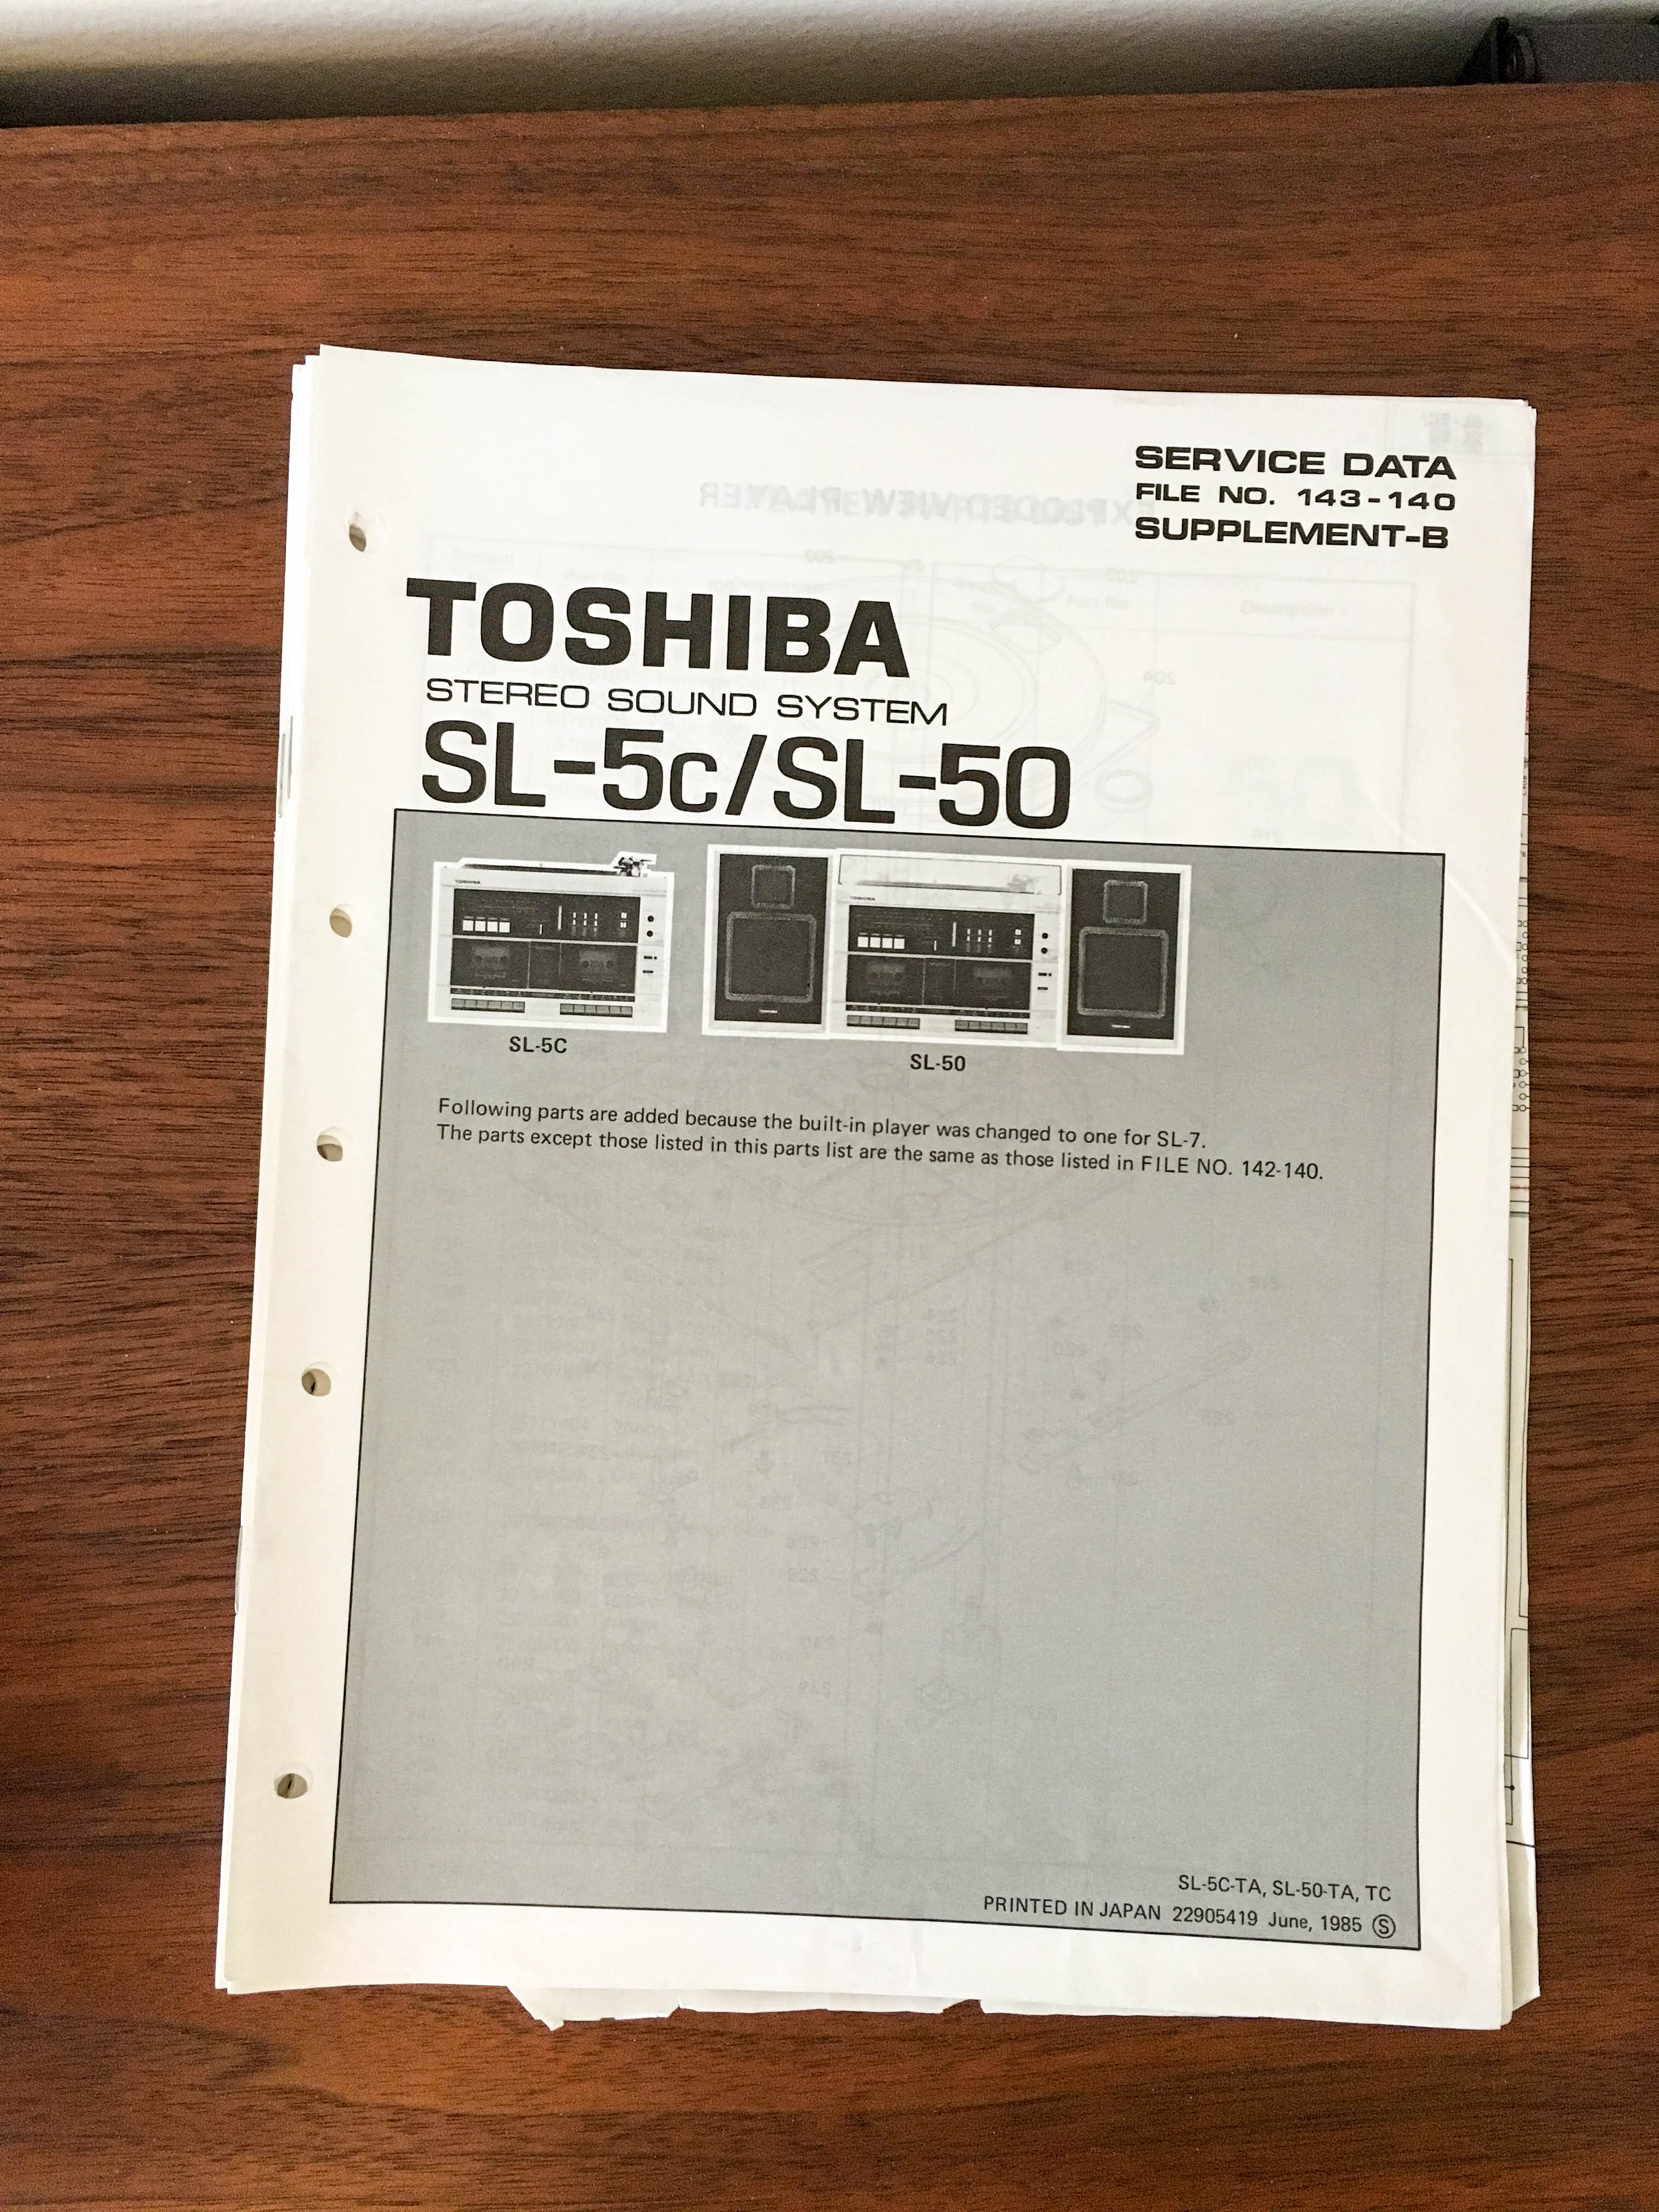 SERVICE DATA
FILE NO. 143-140
SUPPLEMENT-B
TOSHIBA
STEREO SOUND SYSTEM
SL-5c/SL-50
SL-5C
SL-50
Following parts are added because the built-in player was changed to one for SL-7.
The parts except those listed in this parts list are the same as those listed in FILE NO. 142-140.
SL-5C-TA, SL-50-TA, TC
PRINTED IN JAPAN 22905419 June, 1985 Ⓢ